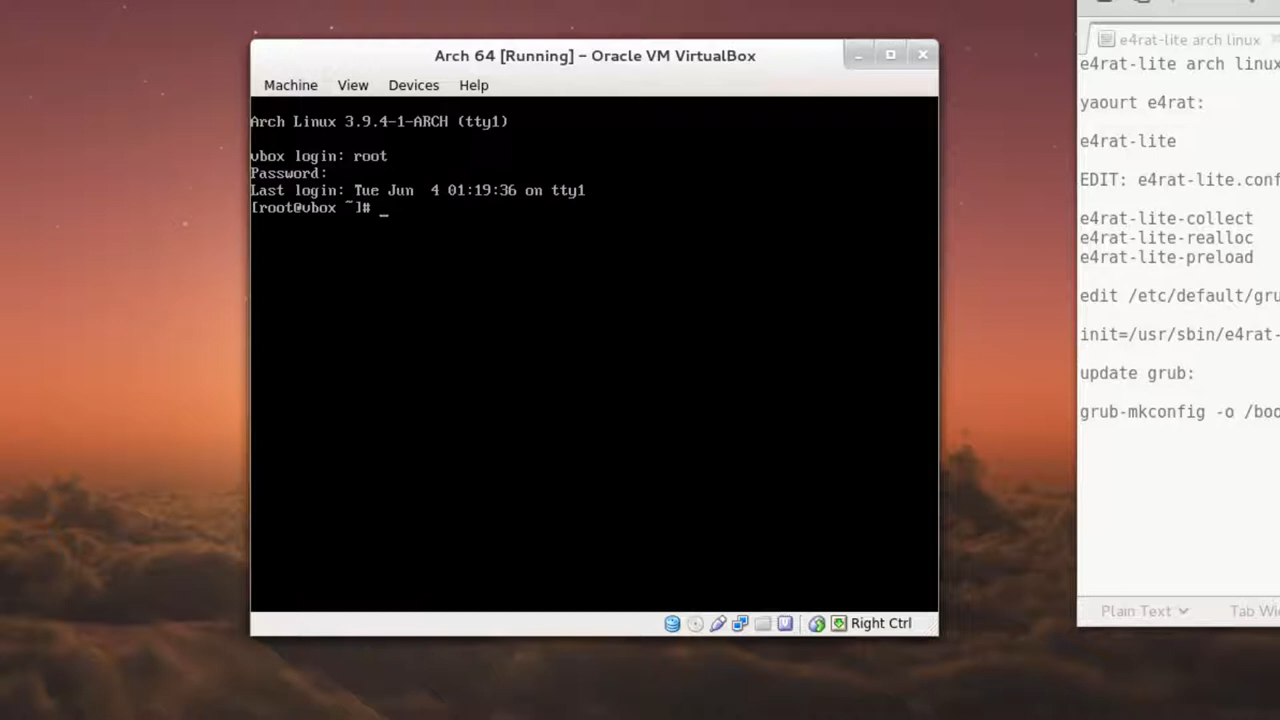 Arch 64 [Running] – Oracle VM VirtualBox
Machine View Devices Help
Arch Linux 3.9.4-1-ARCH (tty1)
vbox login: root
Password:
Last login: Tue Jun  4 01:19:36 on tty1
[root@vbox ~]# _
Right Ctrl
e4rat-lite arch linux
e4rat-lite arch linux
yaourt e4rat:
e4rat-lite
EDIT: e4rat-lite.conf
e4rat-lite-collect
e4rat-lite-realloc
e4rat-lite-preload
edit /etc/default/gru
init=/usr/sbin/e4rat-
update grub:
grub-mkconfig -o /boo
Plain Text Tab Wi